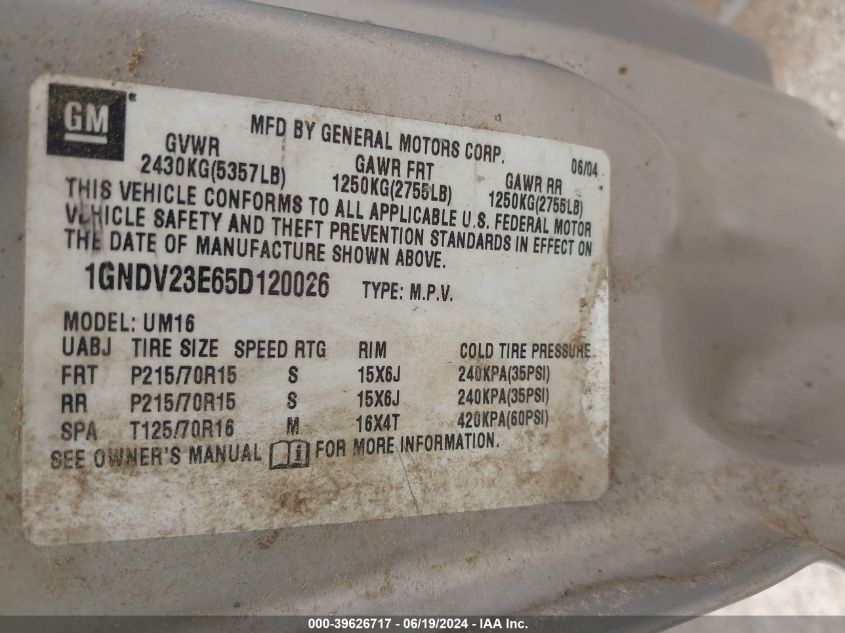 GM
MFD BY GENERAL MOTORS CORP.
06/04
GVWR
2430KG(5357LB)
GAWR FRT
1250KG(2755LB)
GAWR RR
1250KG(2755LB)
THIS VEHICLE CONFORMS TO ALL APPLICABLE U.S. FEDERAL MOTOR
VEHICLE SAFETY AND THEFT PREVENTION STANDARDS IN EFFECT ON
THE DATE OF MANUFACTURE SHOWN ABOVE.
1GNDV23E65D120026 TYPE: M.P.V.
MODEL: UM16
UABJ TIRE SIZE SPEED RTG RIM COLD TIRE PRESSURE
FRT P215/70R15 S 15X6J 240KPA(35PSI)
RR P215/70R15 S 15X6J 240KPA(35PSI)
SPA T125/70R16 M 16X4T 420KPA(60PSI)
SEE OWNER'S MANUAL FOR MORE INFORMATION.
000-39626717 / 06/19/2024 - IAA Inc.